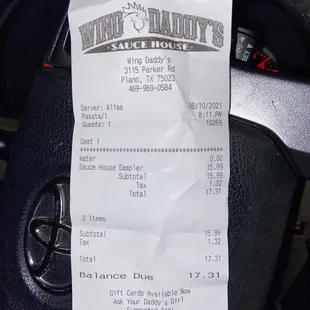 WING DADDY'S
SAUCE HOUSE
Wing Daddy's
3115 Parker Rd
Plano, TX 75023
469-969-0584
Server: Alisa 08/10/2021
Pasata/1 8:11 PM
Guests: 1 10269
Seat 1
Water 0.00
Sauce House Sampler 15.99
Subtotal 15.99
Tax 1.32
Total 17.31
2 Items
Subtotal 15.99
Tax 1.32
Total 17.31
Balance Due 17.31
Gift Cards Available Now
Ask Your Daddy's Girl